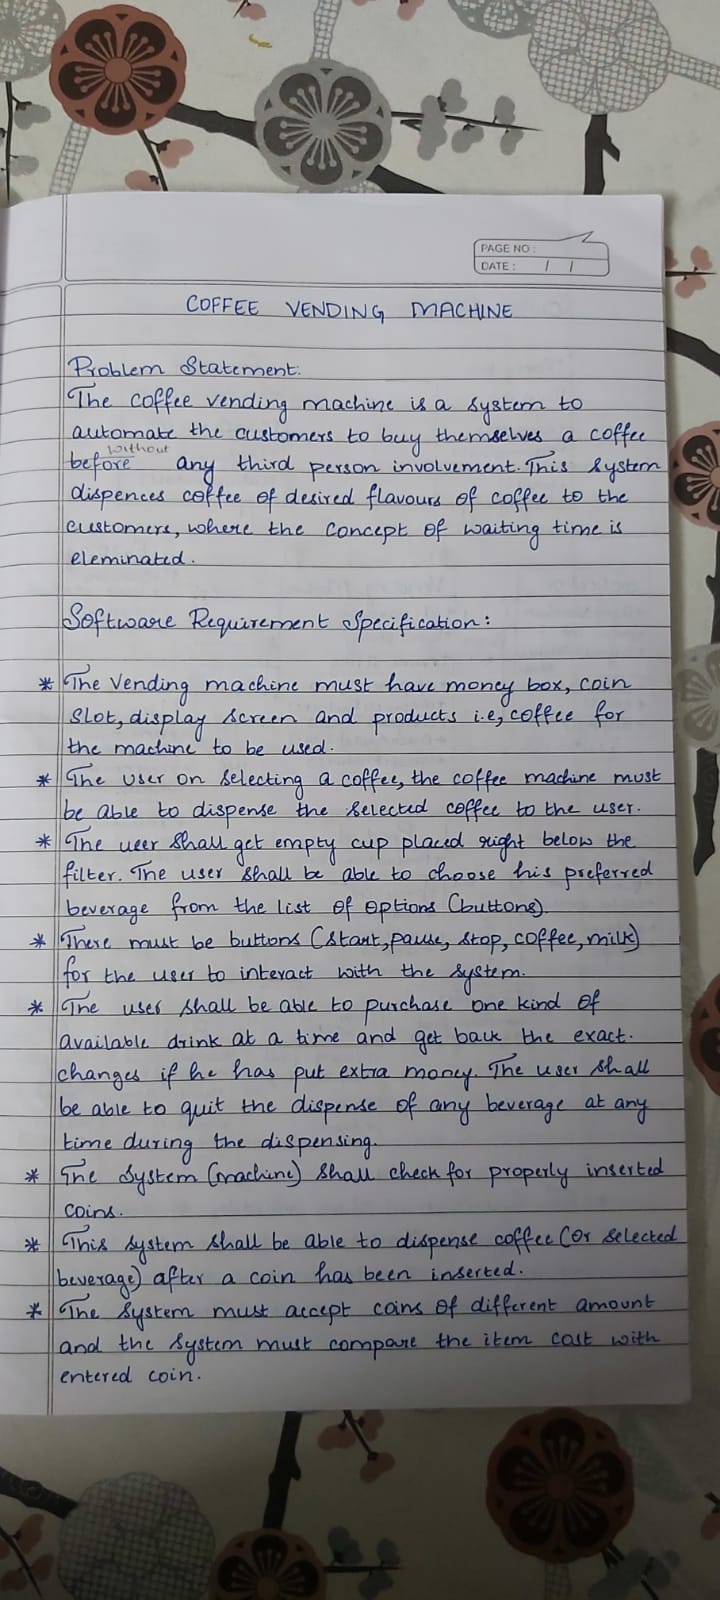 PAGE NO :
DATE : / /
COFFEE VENDING MACHINE
Problem Statement:
The coffee vending machine is a system to
automate the customers to buy themselves a coffee
without
before any third person involvement. This system
dispences coffee of desired flavours of coffee to the
customers, where the concept of waiting time is
eleminated.
Software Requirement Specification:
* The Vending machine must have money box, coin
slot, display screen and products i.e, coffee for
the machine to be used.
* The user on selecting a coffee, the coffee machine must
be able to dispense the selected coffee to the user.
* The user shall get empty cup placed right below the
filter. The user shall be able to choose his preferred
beverage from the list of options (buttons).
* There must be buttons (start, pause, stop, coffee, milk)
for the user to interact with the system.
* The user shall be able to purchase one kind of
available drink at a time and get back the exact.
changes if he has put extra money. The user shall
be able to quit the dispense of any beverage at any
time during the dispensing.
* The system (machine) shall check for properly inserted
coins.
* This system shall be able to dispense coffee (or selected
beverage) after a coin has been inserted.
* The system must accept coins of different amount
and the system must compare the item cost with
entered coin.